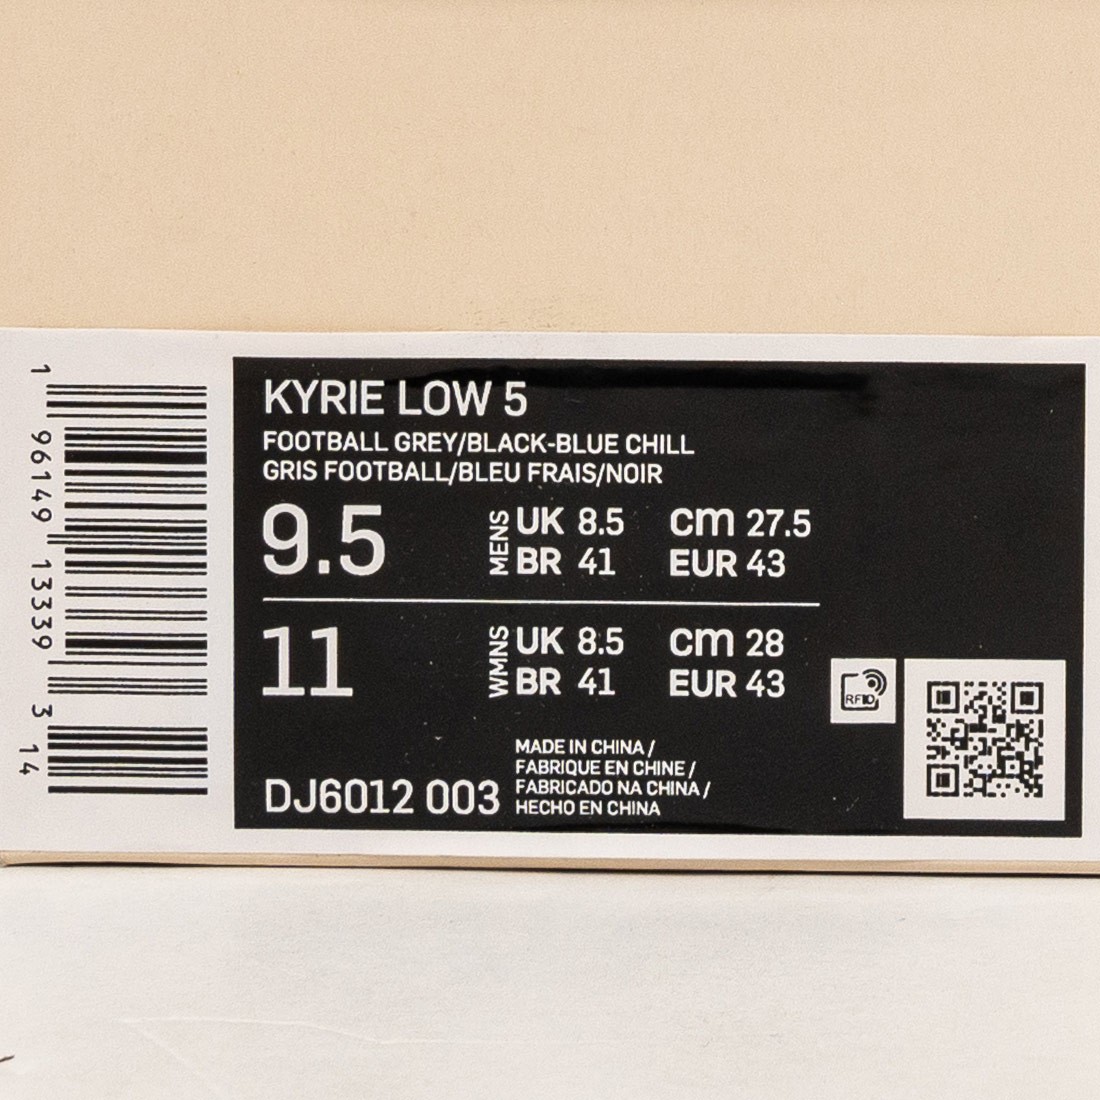 1 96149 13339 3 14
KYRIE LOW 5
FOOTBALL GREY/BLACK-BLUE CHILL
GRIS FOOTBALL/BLEU FRAIS/NOIR
9.5
MENS
UK 8.5 cm 27.5
BR 41 EUR 43
11
WMNS
UK 8.5 cm 28
BR 41 EUR 43
RFID
DJ6012 003
MADE IN CHINA /
FABRIQUE EN CHINE /
FABRICADO NA CHINA /
HECHO EN CHINA